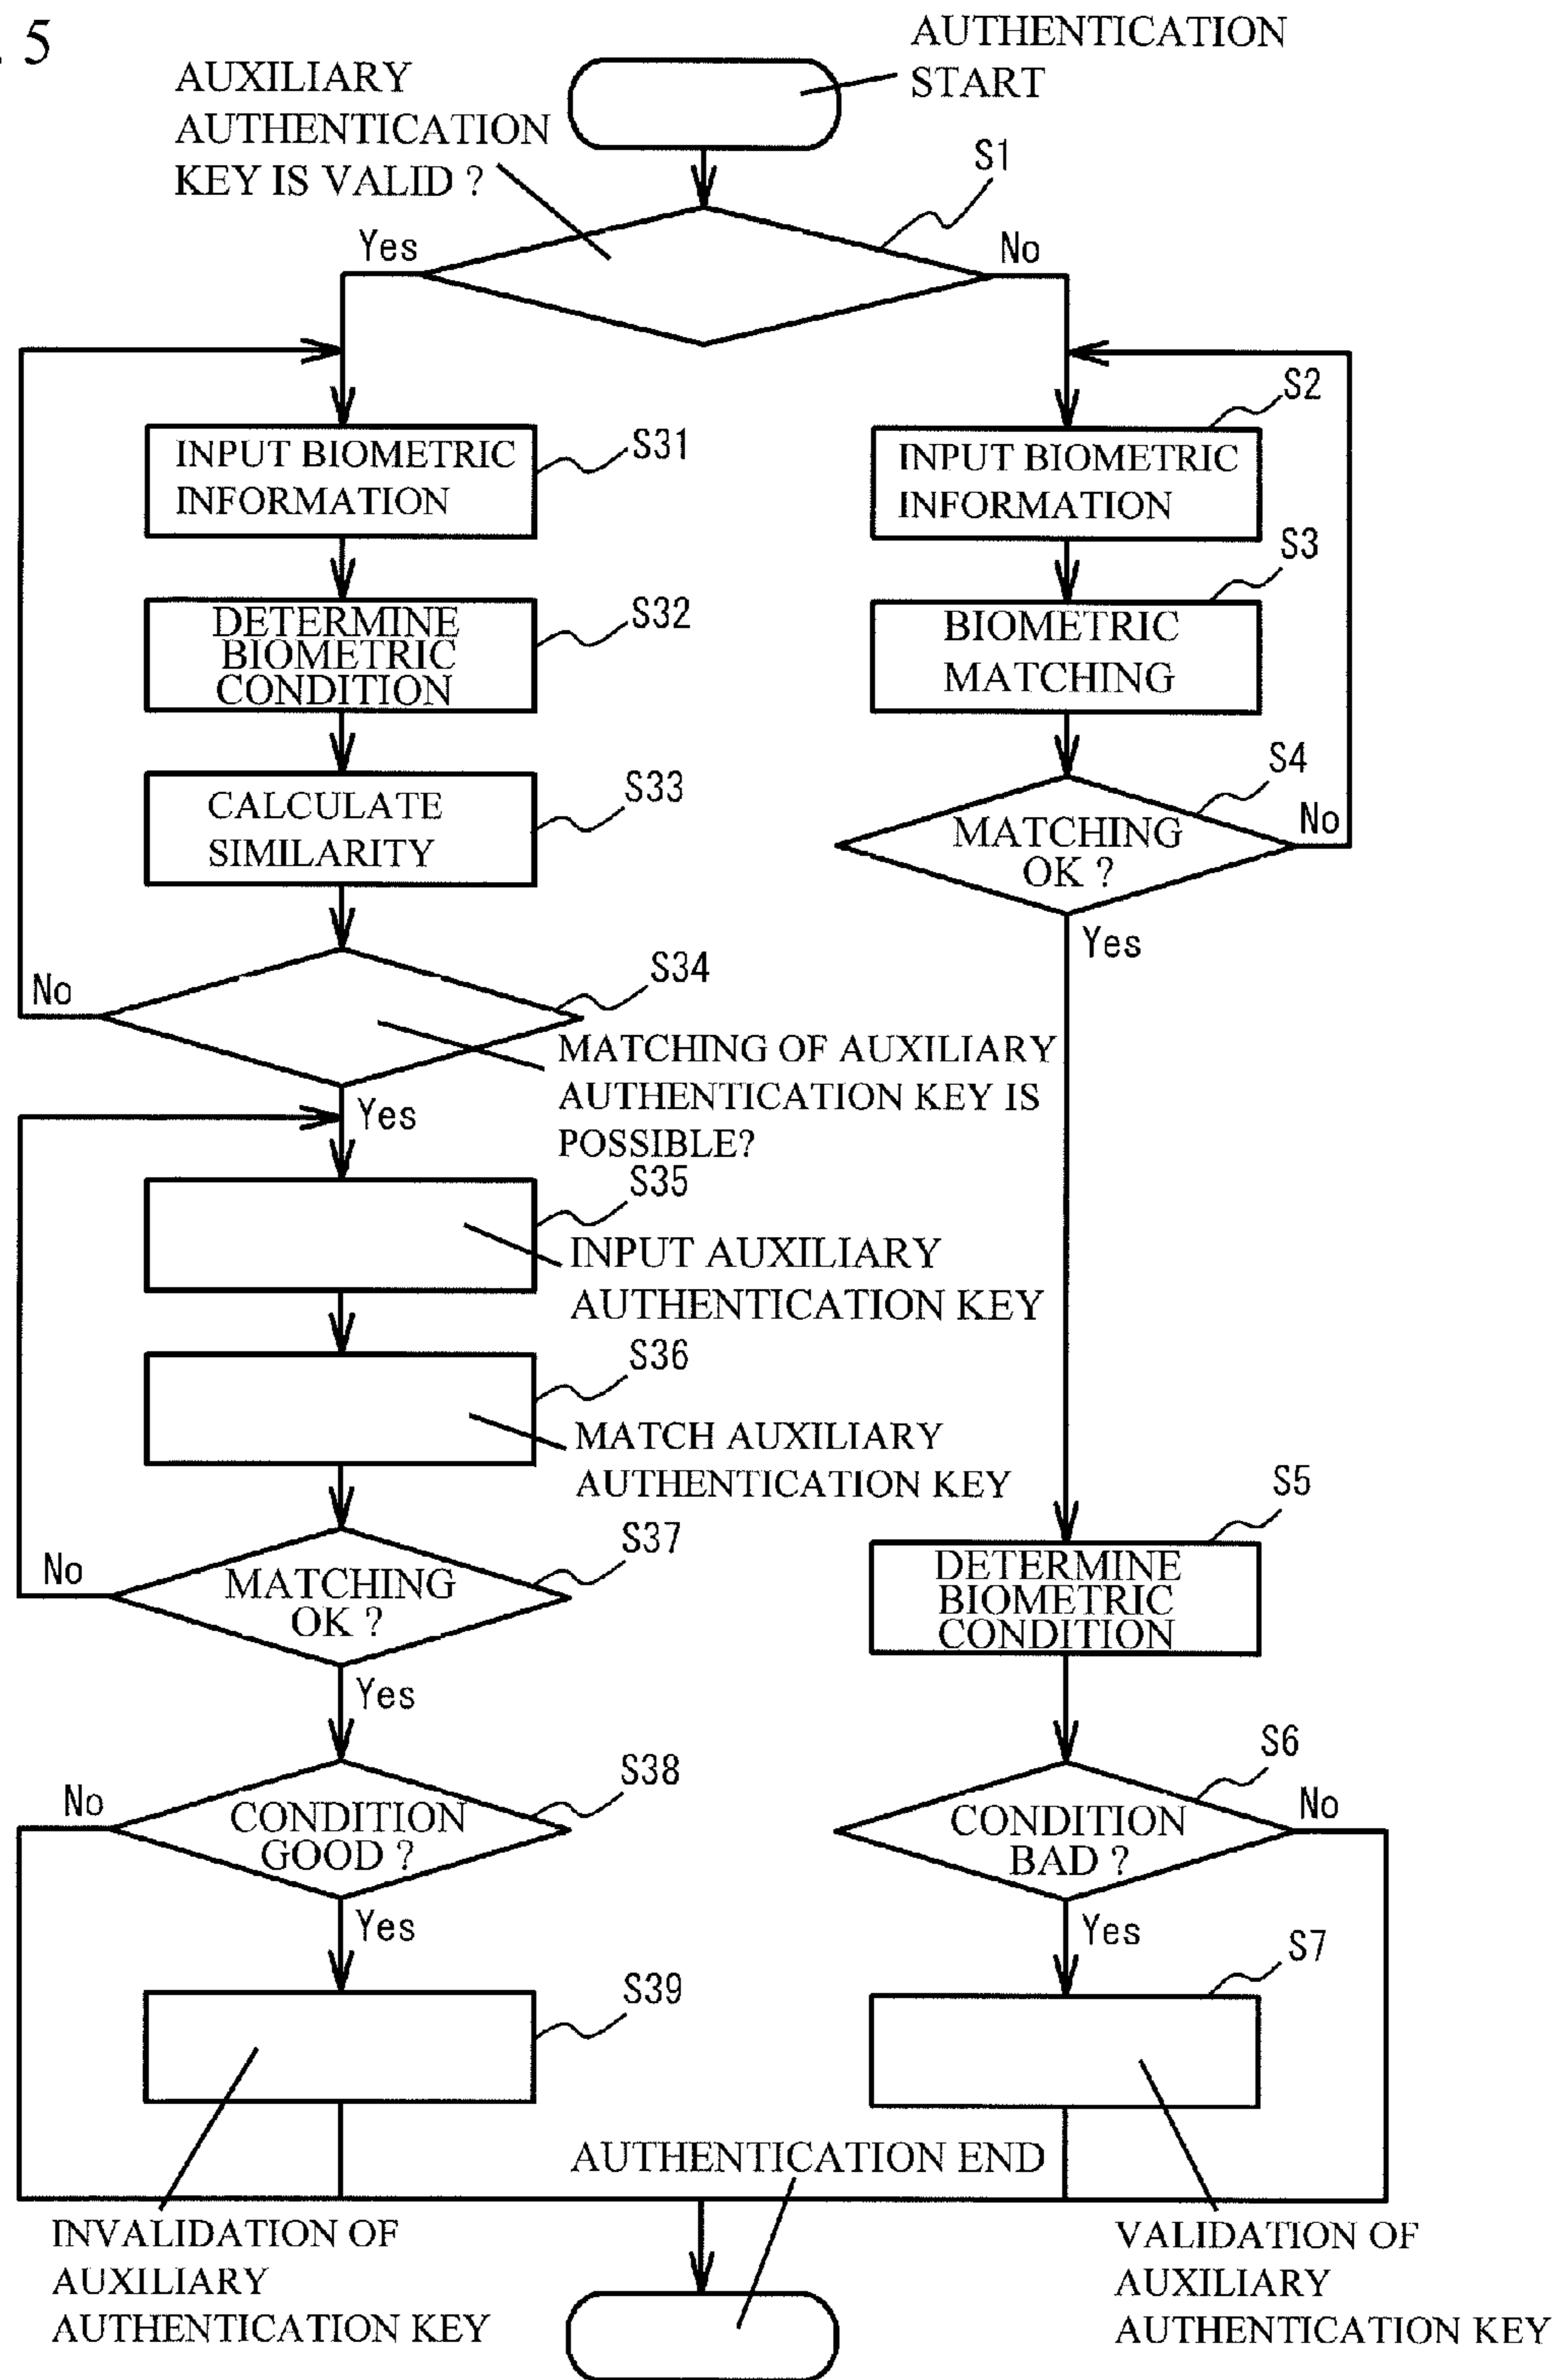 . 5
AUTHENTICATION
START
AUXILIARY
AUTHENTICATION
KEY IS VALID ?
S1
Yes
No
S2
INPUT BIOMETRIC
INFORMATION
S31
INPUT BIOMETRIC
INFORMATION
S3
DETERMINE
BIOMETRIC
CONDITION
S32
BIOMETRIC
MATCHING
S4
CALCULATE
SIMILARITY
S33
MATCHING
OK ?
No
Yes
S34
No
MATCHING OF AUXILIARY
AUTHENTICATION KEY IS
POSSIBLE?
Yes
S35
INPUT AUXILIARY
AUTHENTICATION KEY
S36
MATCH AUXILIARY
AUTHENTICATION KEY
S5
S37
No
MATCHING
OK ?
DETERMINE
BIOMETRIC
CONDITION
Yes
S6
S38
No
CONDITION
GOOD ?
CONDITION
BAD ?
No
Yes
Yes
S7
S39
AUTHENTICATION END
INVALIDATION OF
AUXILIARY
AUTHENTICATION KEY
VALIDATION OF
AUXILIARY
AUTHENTICATION KEY